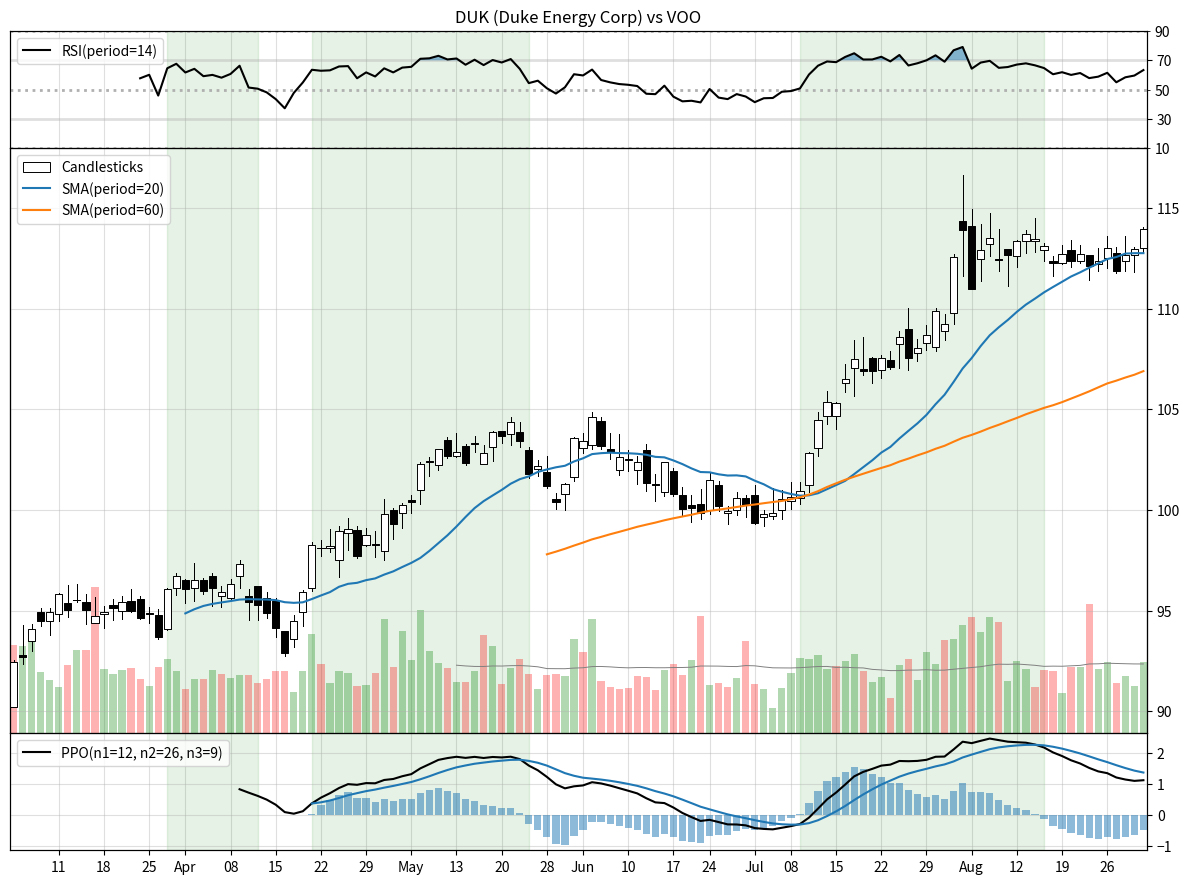 DUK (Duke Energy Corp) vs VOO
RSI(period=14)
90
70
50
30
10
Candlesticks
SMA(period=20)
SMA(period=60)
115
110
105
100
95
90
PPO(n1=12, n2=26, n3=9)
2
1
0
−1
11 18 25 Apr 08 15 22 29 May 13 20 28 Jun 10 17 24 Jul 08 15 22 29 Aug 12 19 26